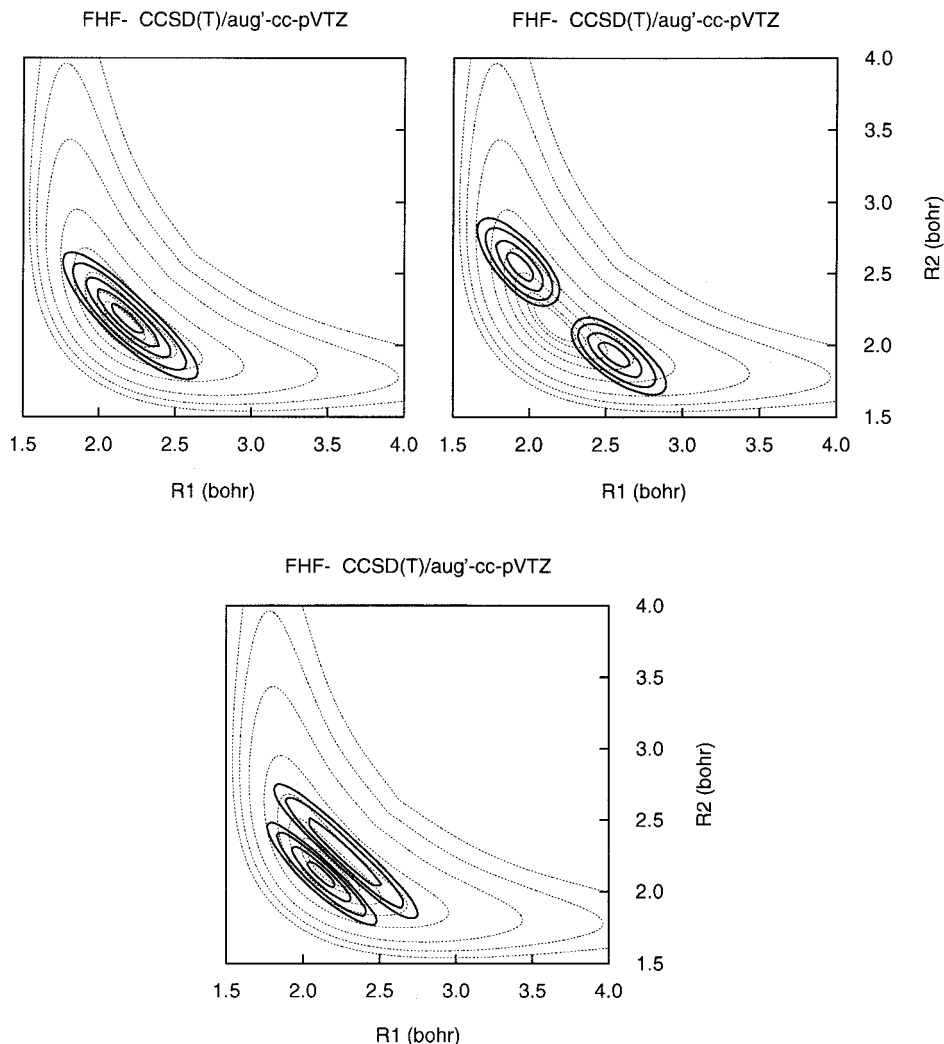 FHF- CCSD(T)/aug'-cc-pVTZ
FHF- CCSD(T)/aug'-cc-pVTZ
4.0
3.5
3.0
2.5
2.0
1.5
R2 (bohr)
1.5 2.0 2.5 3.0 3.5 4.0
1.5 2.0 2.5 3.0 3.5 4.0
R1 (bohr)
R1 (bohr)
FHF- CCSD(T)/aug'-cc-pVTZ
4.0
3.5
3.0
2.5
2.0
1.5
R2 (bohr)
1.5 2.0 2.5 3.0 3.5 4.0
R1 (bohr)